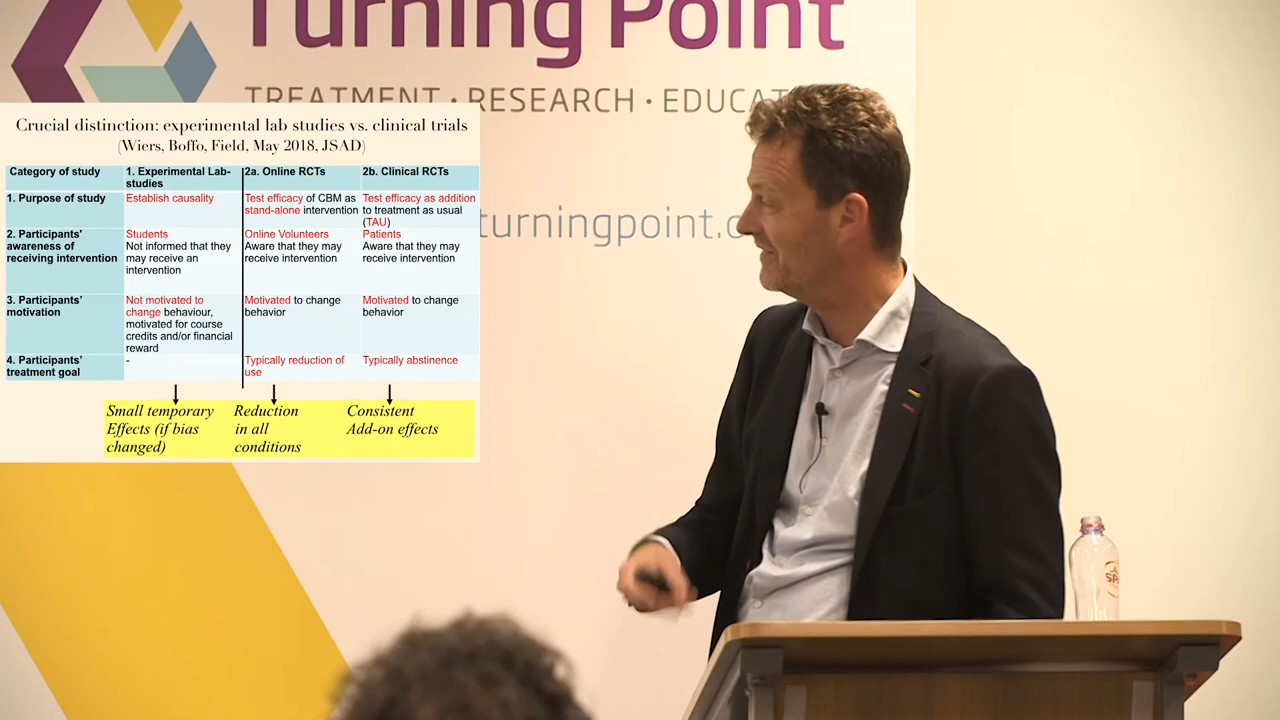 Turning Point
TREATMENT · RESEARCH ·
turningpoint.
Crucial distinction: experimental lab studies vs. clinical trials
(Wiers, Boffo, Field, May 2018, JSAD)
Category of study
1. Experimental Lab-
studies
2a. Online RCTs
2b. Clinical RCTs
1. Purpose of study
Establish causality
Test efficacy of CBM as
stand-alone intervention
Test efficacy as addition
to treatment as usual
(TAU)
2. Participants'
awareness of
receiving intervention
Students
Not informed that they
may receive an
intervention
Online Volunteers
Aware that they may
receive intervention
Patients
Aware that they may
receive intervention
3. Participants'
motivation
Not motivated to
change behaviour,
motivated for course
credits and/or financial
reward
Motivated to change
behavior
Motivated to change
behavior
4. Participants'
treatment goal
-
Typically reduction of
use
Typically abstinence
Small temporary
Effects (if bias
changed)
Reduction
in all
conditions
Consistent
Add-on effects